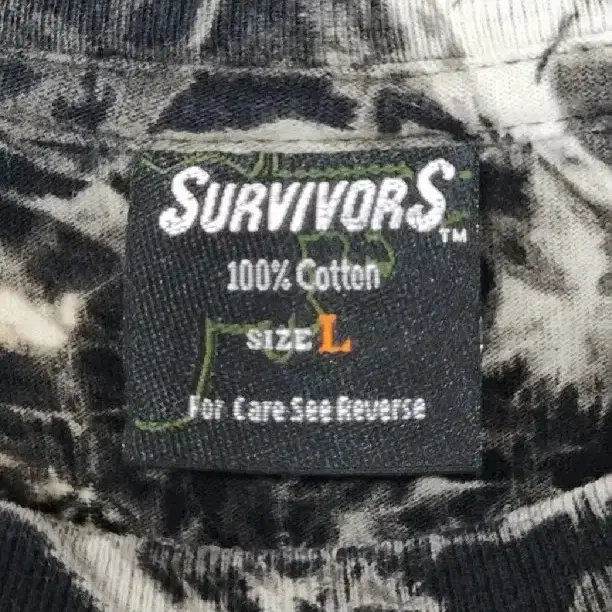 SURVIVORS™
100% Cotton
SIZE L
For Care See Reverse